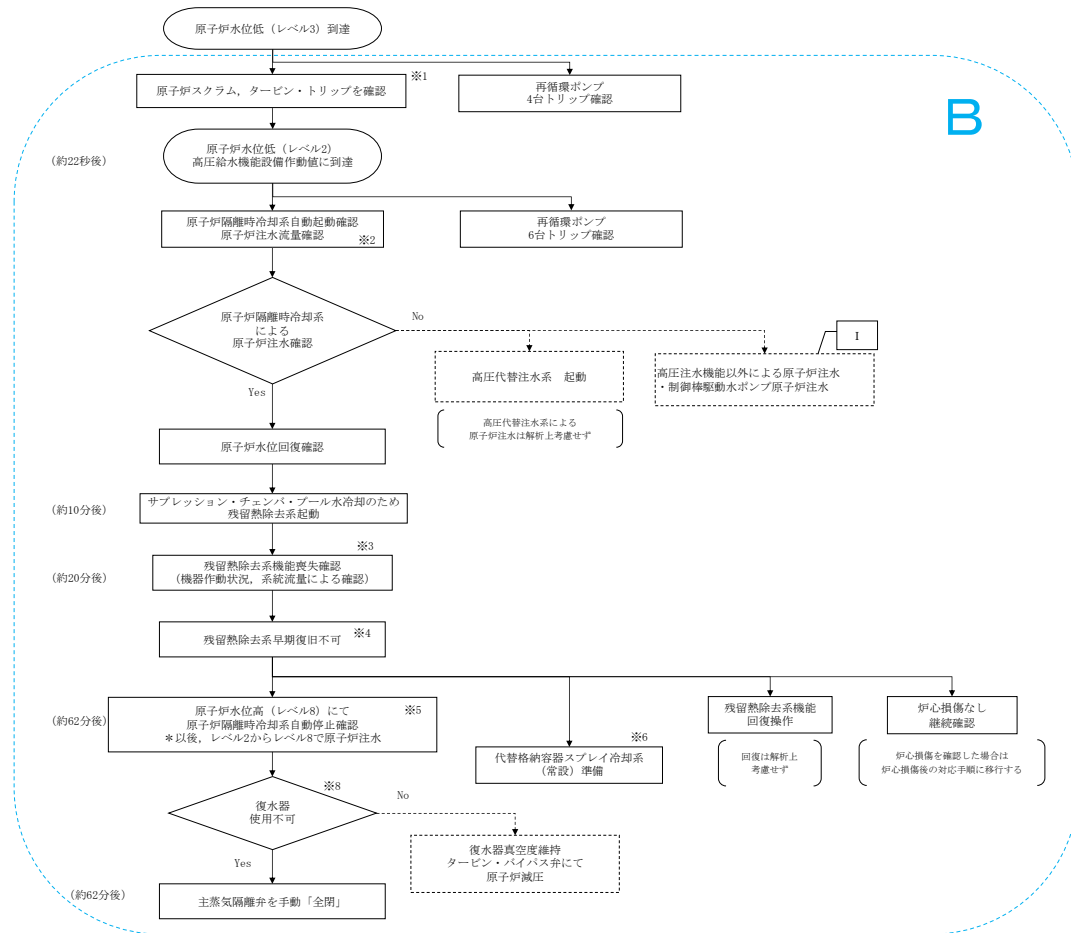 原子炉水位低（レベル3）到達
※1
原子炉スクラム，タービン・トリップを確認
再循環ポンプ
4台トリップ確認
B
（約22秒後）
原子炉水位低（レベル2）
高圧給水機能設備作動値に到達
原子炉隔離時冷却系自動起動確認
原子炉注水流量確認
※2
再循環ポンプ
6台トリップ確認
原子炉隔離時冷却系
による
原子炉注水確認
No
I
高圧代替注水系　起動
高圧注水機能以外による原子炉注水
・制御棒駆動水ポンプ原子炉注水
Yes
高圧代替注水系による
原子炉注水は解析上考慮せず
原子炉水位回復確認
（約10分後）
サプレッション・チェンバ・プール水冷却のため
残留熱除去系起動
※3
（約20分後）
残留熱除去系機能喪失確認
（機器作動状況，系統流量による確認）
残留熱除去系早期復旧不可
※4
（約62分後）
原子炉水位高（レベル8）にて
原子炉隔離時冷却系自動停止確認
＊以後，レベル2からレベル8で原子炉注水
※5
※6
代替格納容器スプレイ冷却系
（常設）準備
残留熱除去系機能
回復操作
回復は解析上
考慮せず
炉心損傷なし
継続確認
炉心損傷を確認した場合は
炉心損傷後の対応手順に移行する
※8
復水器
使用不可
No
復水器真空度維持
タービン・バイパス弁にて
原子炉減圧
Yes
（約62分後）
主蒸気隔離弁を手動「全閉」